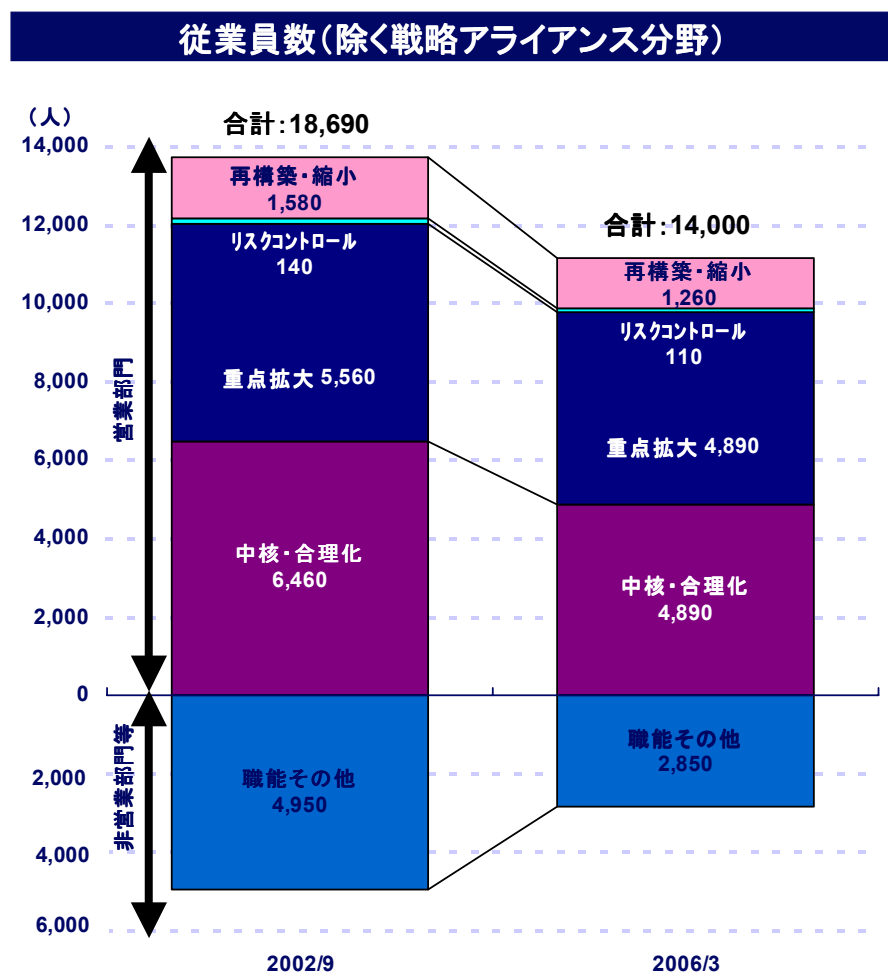 従業員数(除く戦略アライアンス分野)
(人)
14,000
12,000
10,000
8,000
6,000
4,000
2,000
0
2,000
4,000
6,000
営業部門
非営業部門等
合計:18,690
再構築・縮小
1,580
リスクコントロール
140
重点拡大 5,560
中核・合理化
6,460
職能その他
4,950
2002/9
合計:14,000
再構築・縮小
1,260
リスクコントロール
110
重点拡大 4,890
中核・合理化
4,890
職能その他
2,850
2006/3